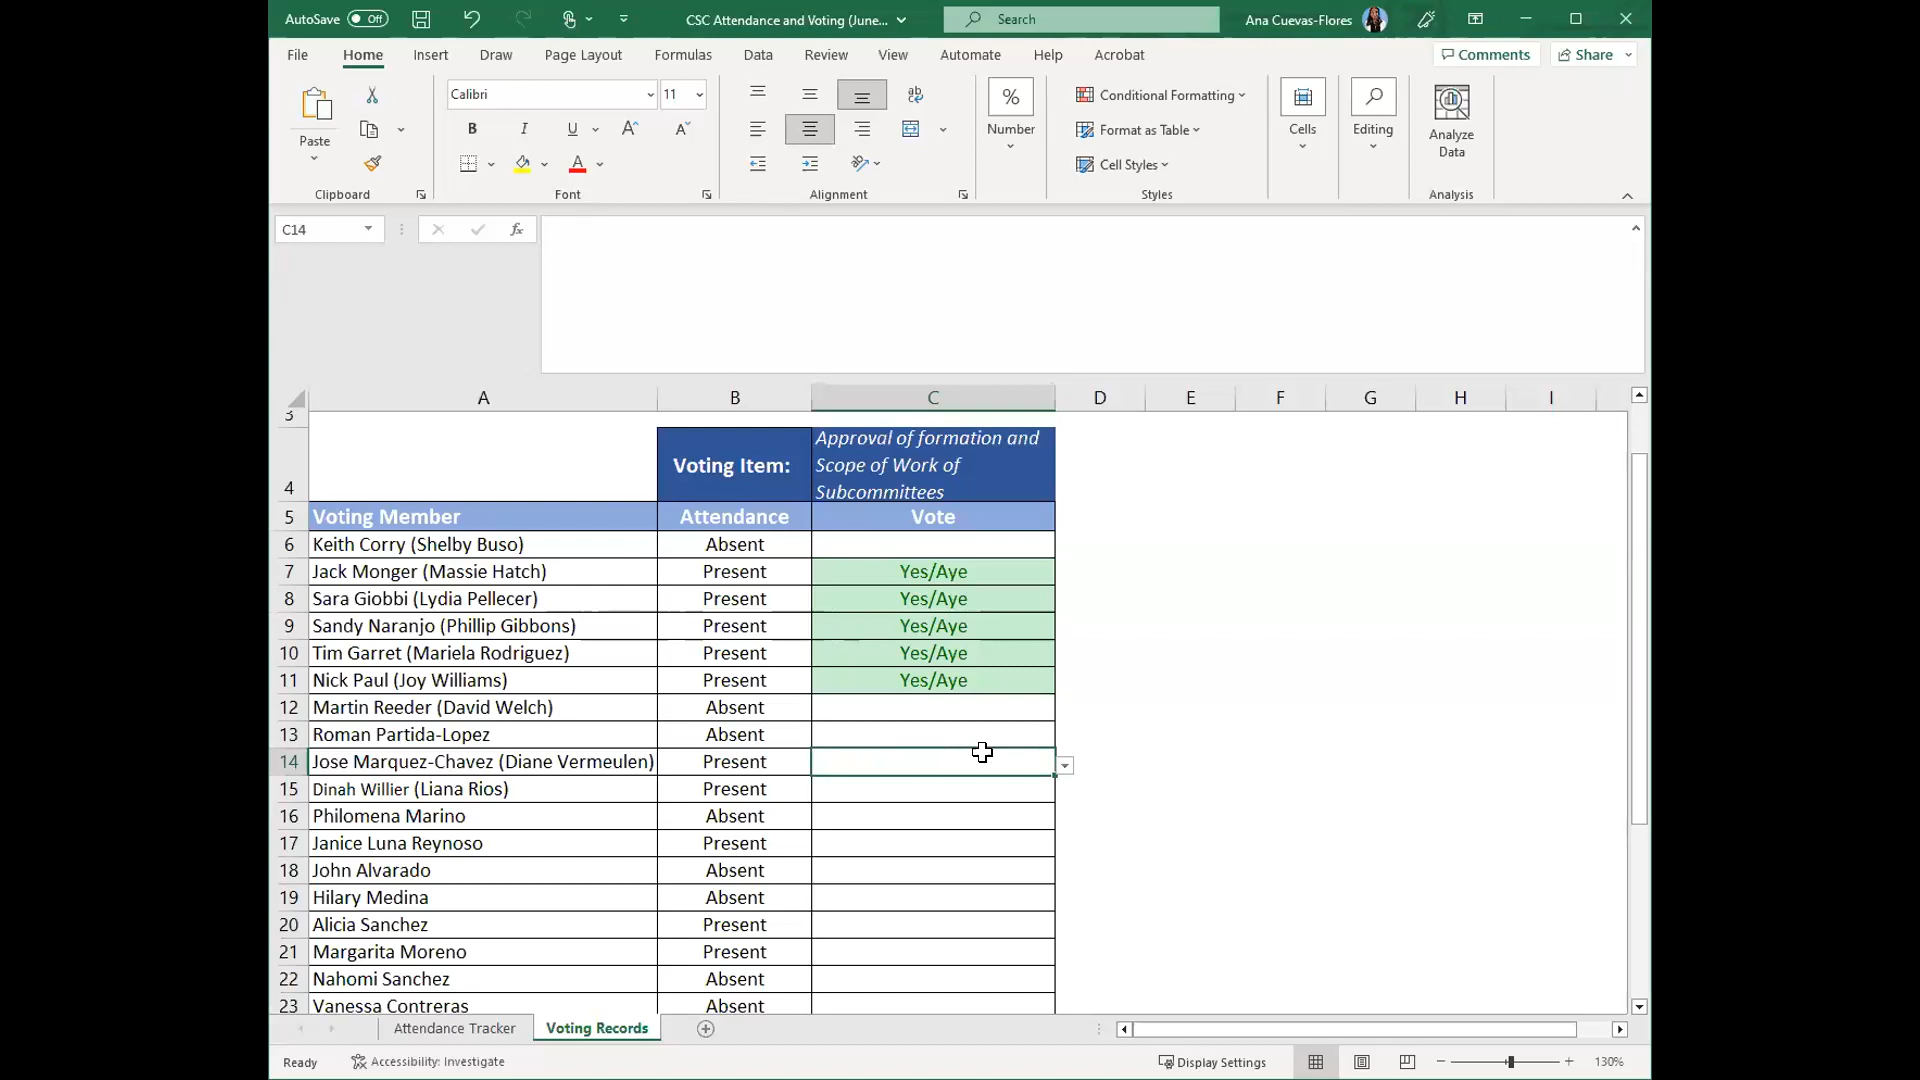 AutoSave Off CSC Attendance and Voting (June... Search Ana Cuevas-Flores
File Home Insert Draw Page Layout Formulas Data Review View Automate Help Acrobat Comments Share
Paste
Calibri 11
B I U A A
ab
% Number
Conditional Formatting
Format as Table
Cell Styles
Cells
Editing
Analyze
Data
Clipboard Font Alignment Styles Analysis
C14 fx
A B C D E F G H I
3
4 Voting Item: Approval of formation and
Scope of Work of
Subcommittees
5 Voting Member Attendance Vote
6 Keith Corry (Shelby Buso) Absent
7 Jack Monger (Massie Hatch) Present Yes/Aye
8 Sara Giobbi (Lydia Pellecer) Present Yes/Aye
9 Sandy Naranjo (Phillip Gibbons) Present Yes/Aye
10 Tim Garret (Mariela Rodriguez) Present Yes/Aye
11 Nick Paul (Joy Williams) Present Yes/Aye
12 Martin Reeder (David Welch) Absent
13 Roman Partida-Lopez Absent
14 Jose Marquez-Chavez (Diane Vermeulen) Present
15 Dinah Willier (Liana Rios) Present
16 Philomena Marino Absent
17 Janice Luna Reynoso Present
18 John Alvarado Absent
19 Hilary Medina Absent
20 Alicia Sanchez Present
21 Margarita Moreno Present
22 Nahomi Sanchez Absent
23 Vanessa Contreras Absent
Attendance Tracker Voting Records
Ready Accessibility: Investigate Display Settings 130%